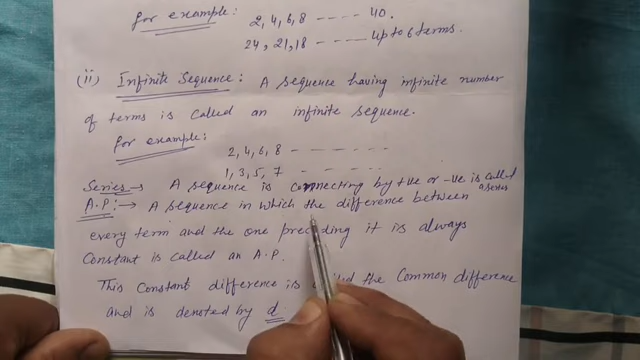 for example: 2, 4, 6, 8 ----- 40.
24, 21, 18 ----- up to 6 terms.
(ii) Infinite Sequence: A sequence having infinite number
of terms is called an infinite sequence.
for example:
2, 4, 6, 8 - - - - - - - -
1, 3, 5, 7 - - - - - -
Series → A sequence is connecting by +ve or -ve is called a series
A.P: → A sequence in which the difference between
every term and the one preceding it is always
Constant is called an A.P.
This Constant difference is called the Common difference
and is denoted by d